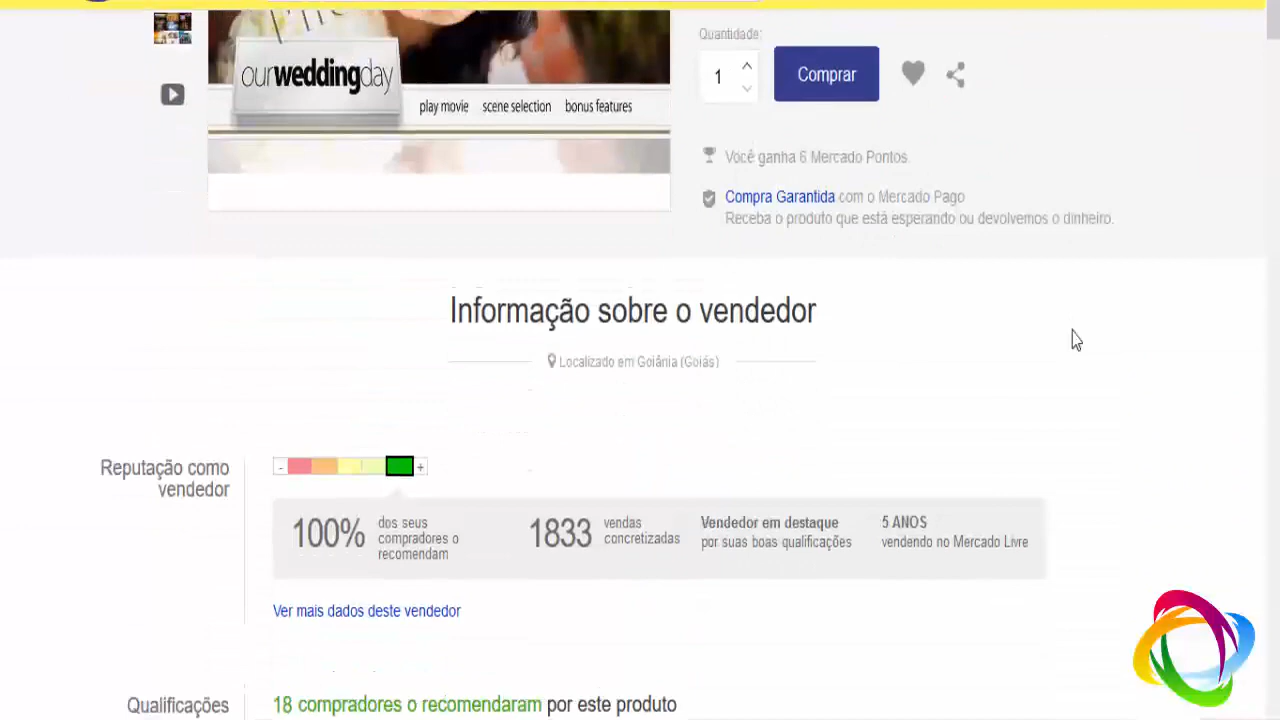 Quantidade:
1
Comprar
ourweddingday
play movie scene selection bonus features
Você ganha 6 Mercado Pontos
Compra Garantida com o Mercado Pago
Receba o produto que está esperando ou devolvemos o dinheiro.
Informação sobre o vendedor
Localizado em Goiânia (Goiás)
Reputação como
vendedor
- +
100%
dos seus
compradores o
recomendam
1833
vendas
concretizadas
Vendedor em destaque
por suas boas qualificações
5 ANOS
vendendo no Mercado Livre
Ver mais dados deste vendedor
Qualificações
18 compradores o recomendaram por este produto